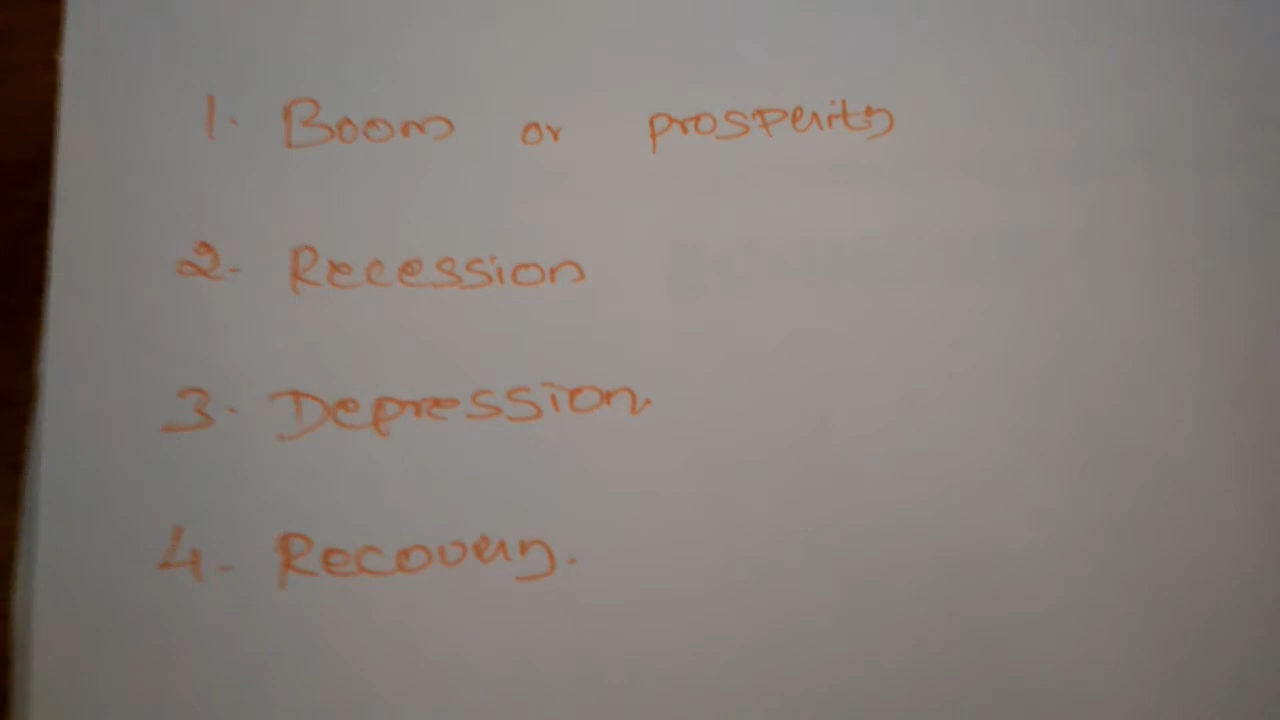 1. Boom or prosperity
2. Recession
3. Depression.
4. Recovery.